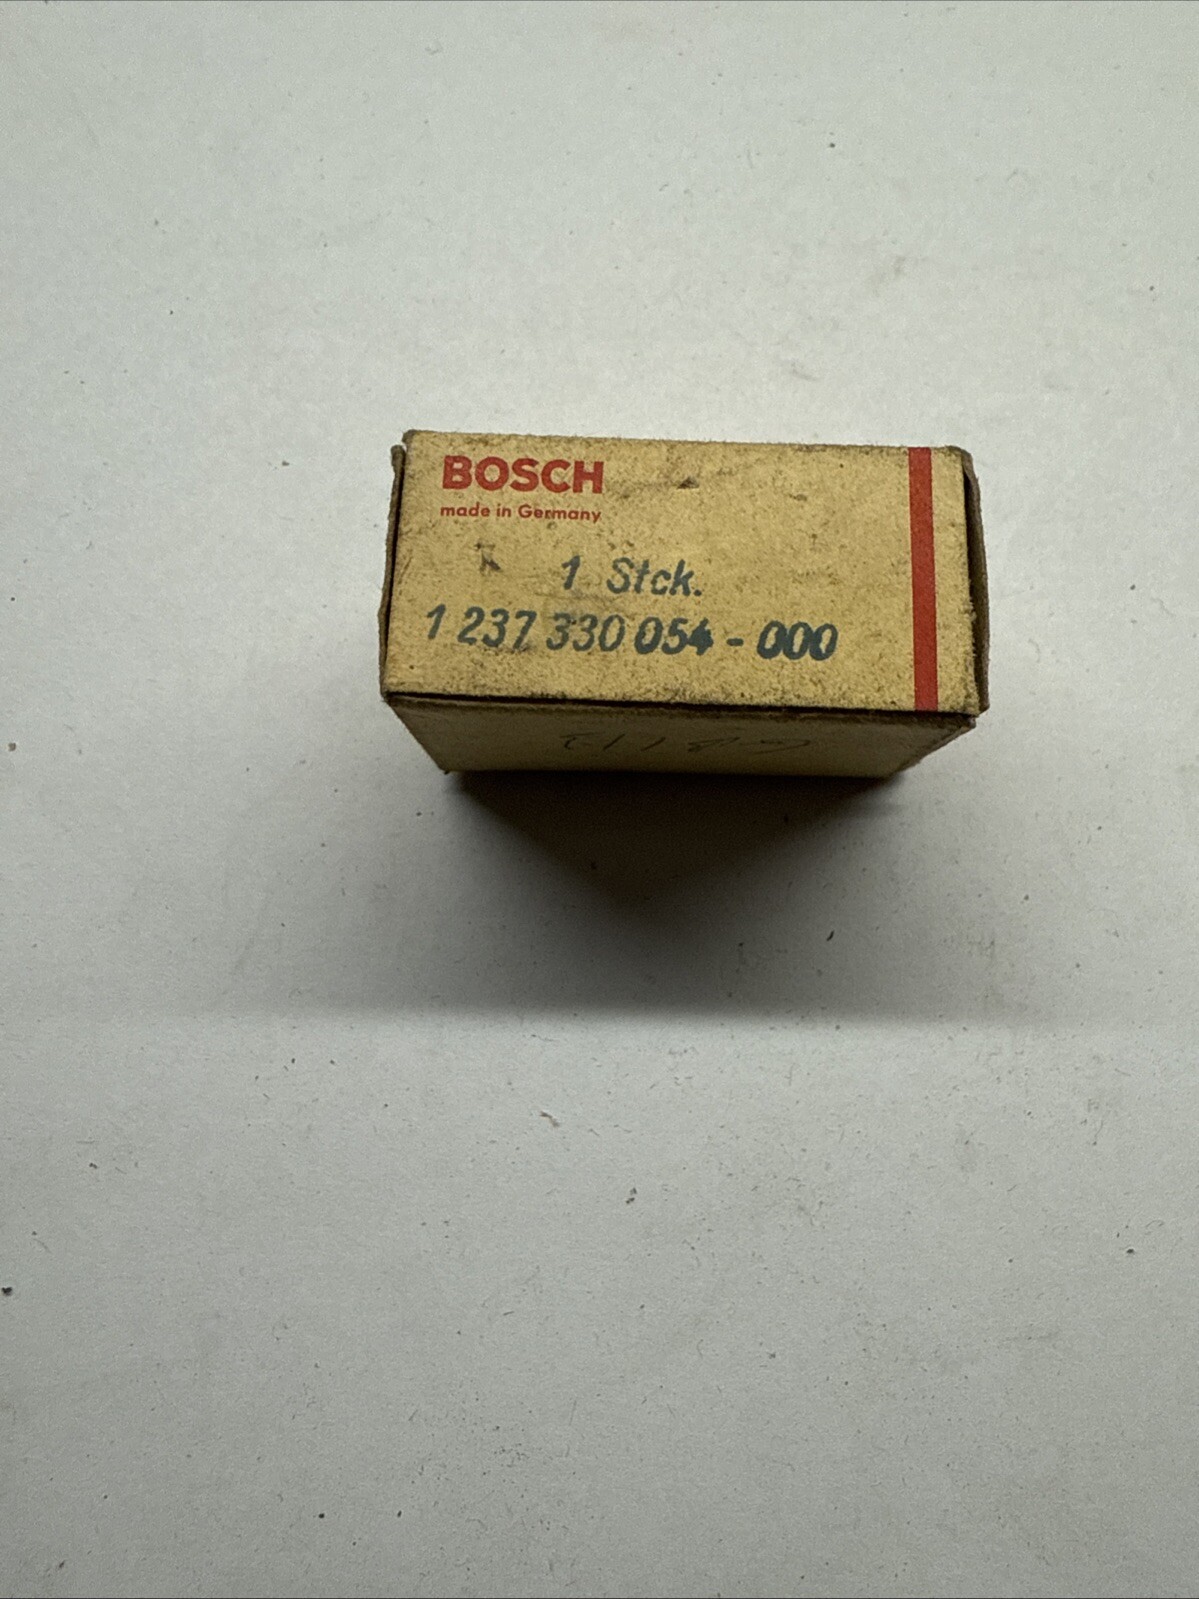 BOSCH
made in Germany
1 Stck.
1 237 330 054 - 000